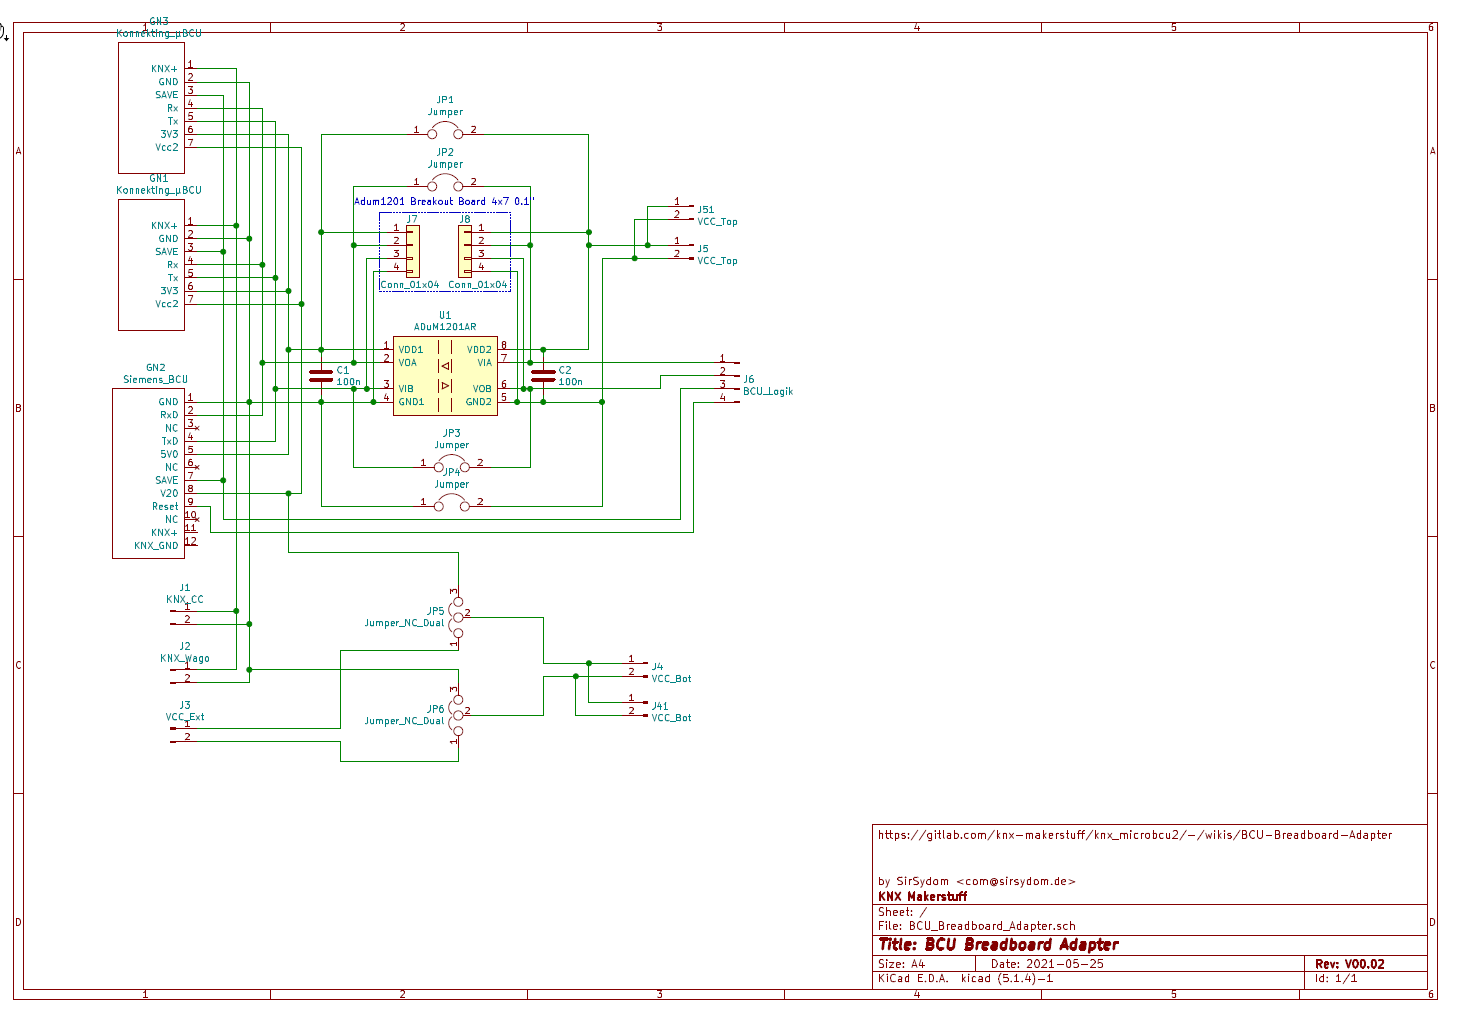 1 2 3 4 5 6
A
B
C
D
GN3
Konnekting_µBCU
KNX+ 1
GND 2
SAVE 3
Rx 4
Tx 5
3V3 6
Vcc2 7
GN1
Konnekting_µBCU
KNX+ 1
GND 2
SAVE 3
Rx 4
Tx 5
3V3 6
Vcc2 7
GN2
Siemens_BCU
GND 1
RxD 2
NC 3
TxD 4
5V0 5
NC 6
SAVE 7
V20 8
Reset 9
NC 10
KNX+ 11
KNX_GND 12
JP1
Jumper
1 2
JP2
Jumper
1 2
Adum1201 Breakout Board 4x7 0.1"
J7 J8
1 1
2 2
3 3
4 4
Conn_01x04 Conn_01x04
U1
ADuM1201AR
1 VDD1 VDD2 8
2 VOA VIA 7
3 VIB VOB 6
4 GND1 GND2 5
C1
100n
C2
100n
JP3
Jumper
1 2
JP4
Jumper
1 2
1 J51
2 VCC_Top
1 J5
2 VCC_Top
1
2
3
4
J6
BCU_Logik
J1
KNX_CC
1
2
J2
KNX_Wago
1
2
J3
VCC_Ext
1
2
3
JP5 2
Jumper_NC_Dual
1
3
JP6 2
Jumper_NC_Dual
1
1 J4
2 VCC_Bot
1 J41
2 VCC_Bot
https://gitlab.com/knx-makerstuff/knx_microbcu2/-/wikis/BCU-Breadboard-Adapter
by SirSydom <com@sirsydom.de>
KNX Makerstuff
Sheet: /
File: BCU_Breadboard_Adapter.sch
Title: BCU Breadboard Adapter
Size: A4 Date: 2021-05-25 Rev: V00.02
KiCad E.D.A. kicad (5.1.4)-1 Id: 1/1
A
B
C
D
1 2 3 4 5 6